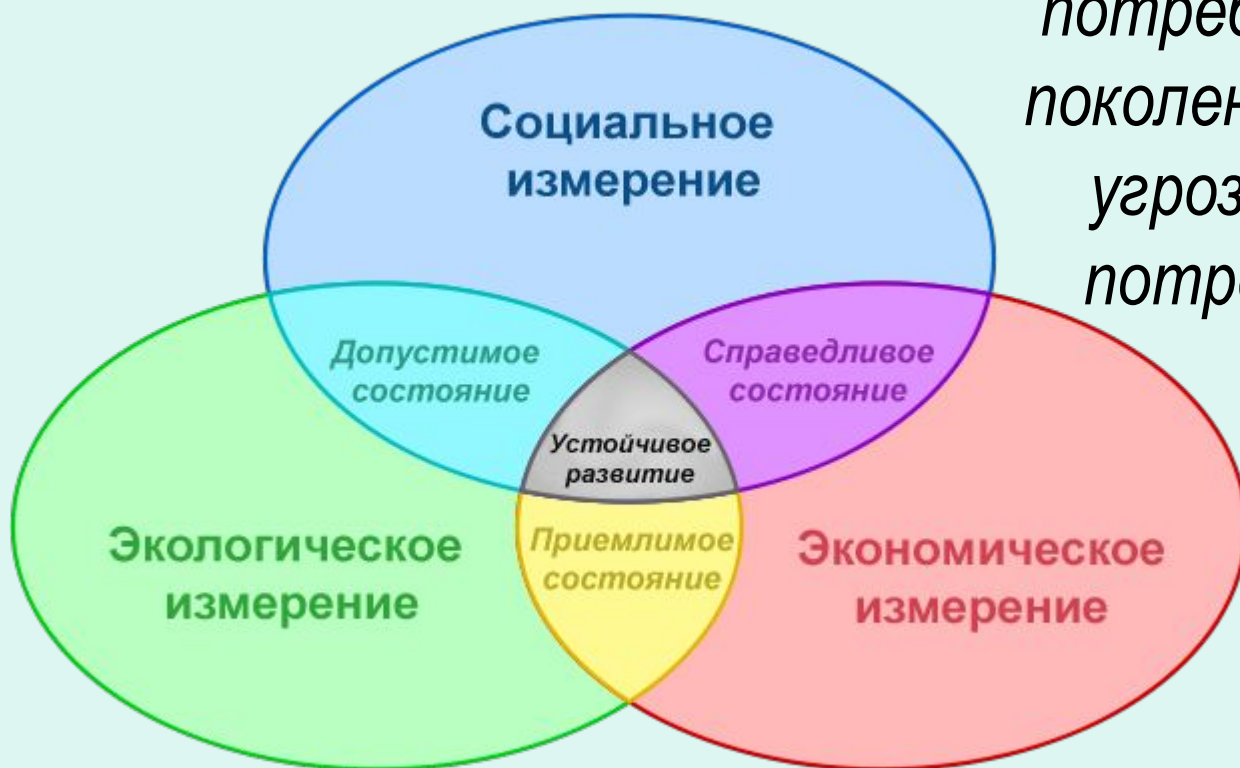 Социальное
измерение
Допустимое
состояние
Справедливое
состояние
Устойчивое
развитие
Приемлимое
состояние
Экологическое
измерение
Экономическое
измерение